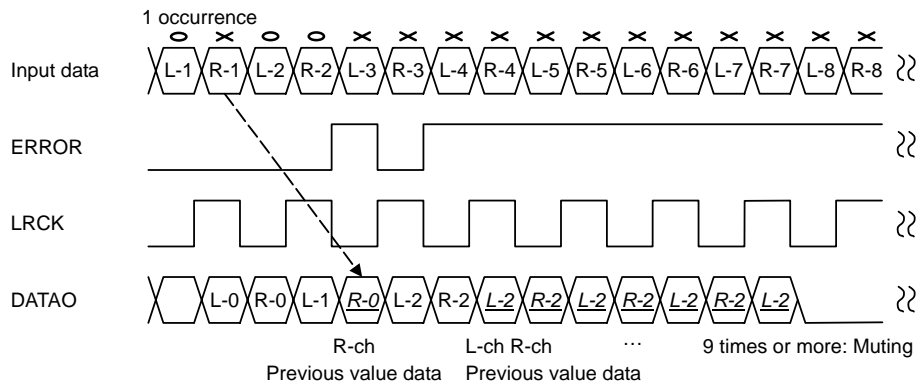 1 occurrence
O X O O X X X X X X X X X X X X
Input data L-1 R-1 L-2 R-2 L-3 R-3 L-4 R-4 L-5 R-5 L-6 R-6 L-7 R-7 L-8 R-8
ERROR
LRCK
DATAO L-0 R-0 L-1 R-0 L-2 R-2 L-2 R-2 L-2 R-2 L-2 R-2 L-2
R-ch L-ch R-ch … 9 times or more: Muting
Previous value data Previous value data